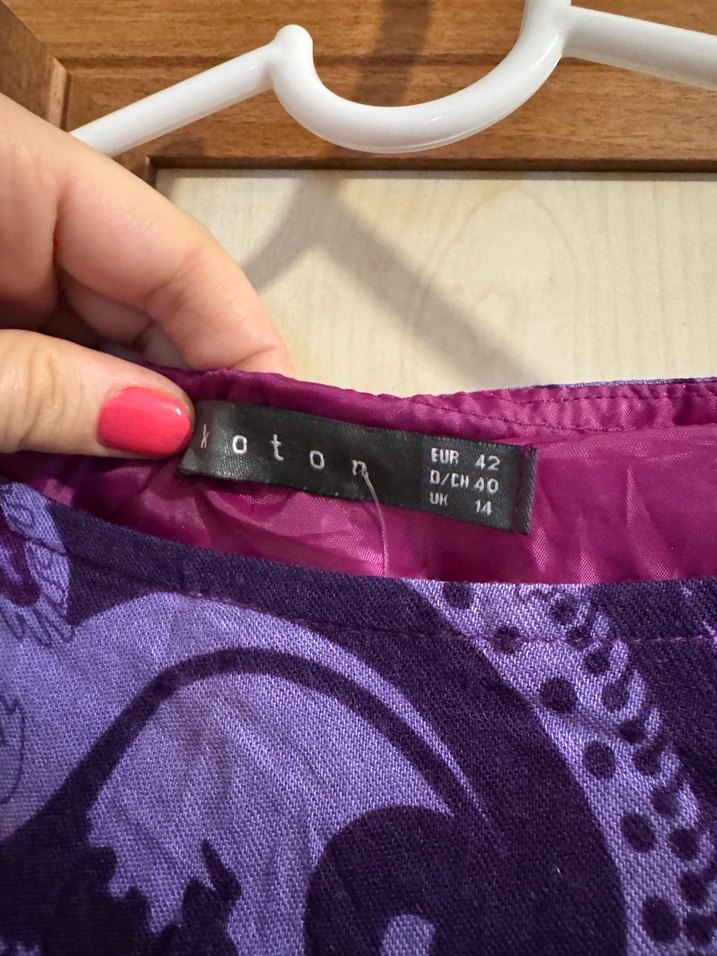 koton
EUR 42
D/CH 40
UK 14